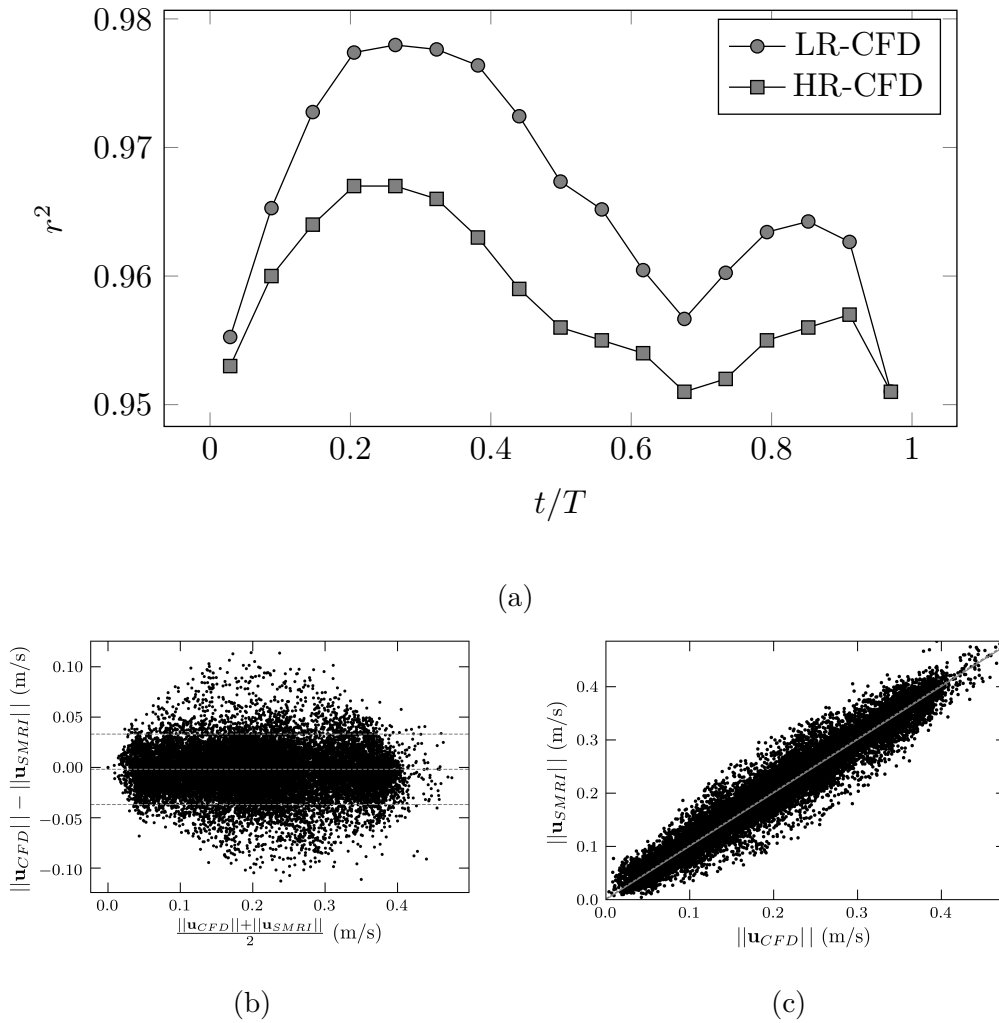 0.98
0.97
0.96
0.95
r²
LR-CFD
HR-CFD
0 0.2 0.4 0.6 0.8 1
t/T
(a)
0.10
0.05
0.00
−0.05
−0.10
||u_CFD|| − ||u_SMRI|| (m/s)
0.0 0.1 0.2 0.3 0.4
||u_CFD||+||u_SMRI||
2
(m/s)
(b)
0.4
0.3
0.2
0.1
0.0
||u_SMRI|| (m/s)
0.0 0.1 0.2 0.3 0.4
||u_CFD|| (m/s)
(c)